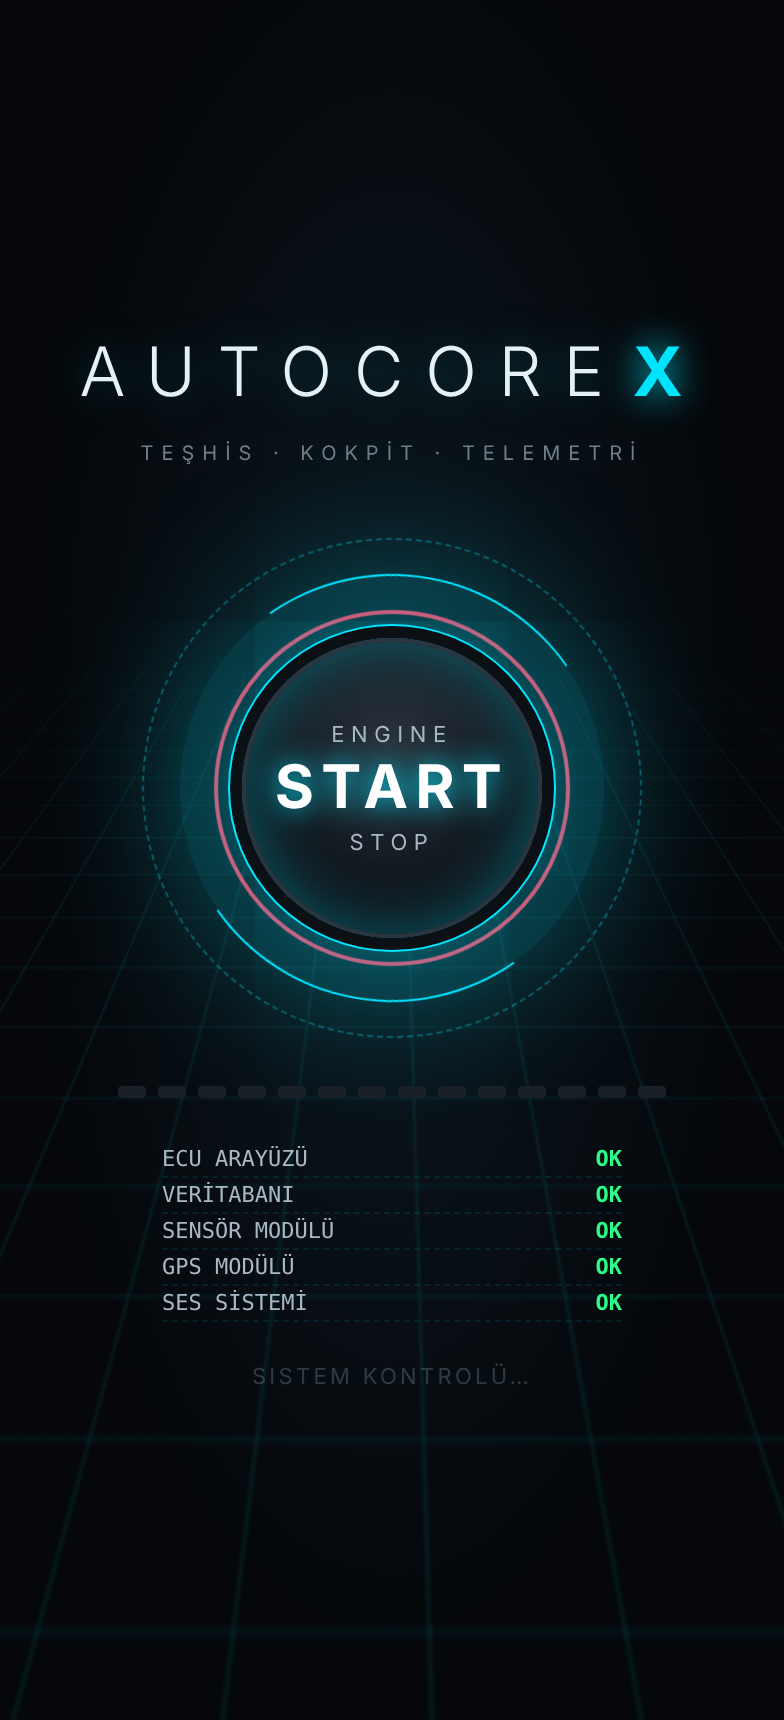 AUTOCOREX
TEŞHİS · KOKPİT · TELEMETRİ
ENGINE
START
STOP
ECU ARAYÜZÜ OK
VERİTABANI OK
SENSÖR MODÜLÜ OK
GPS MODÜLÜ OK
SES SİSTEMİ OK
SISTEM KONTROLÜ…